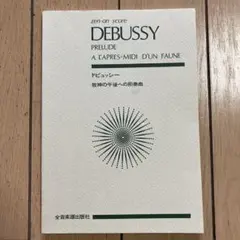 zen-on score
DEBUSSY
PRELUDE
A L'APRES-MIDI D'UN FAUNE
ドビュッシー
牧神の午後への前奏曲
全音楽譜出版社